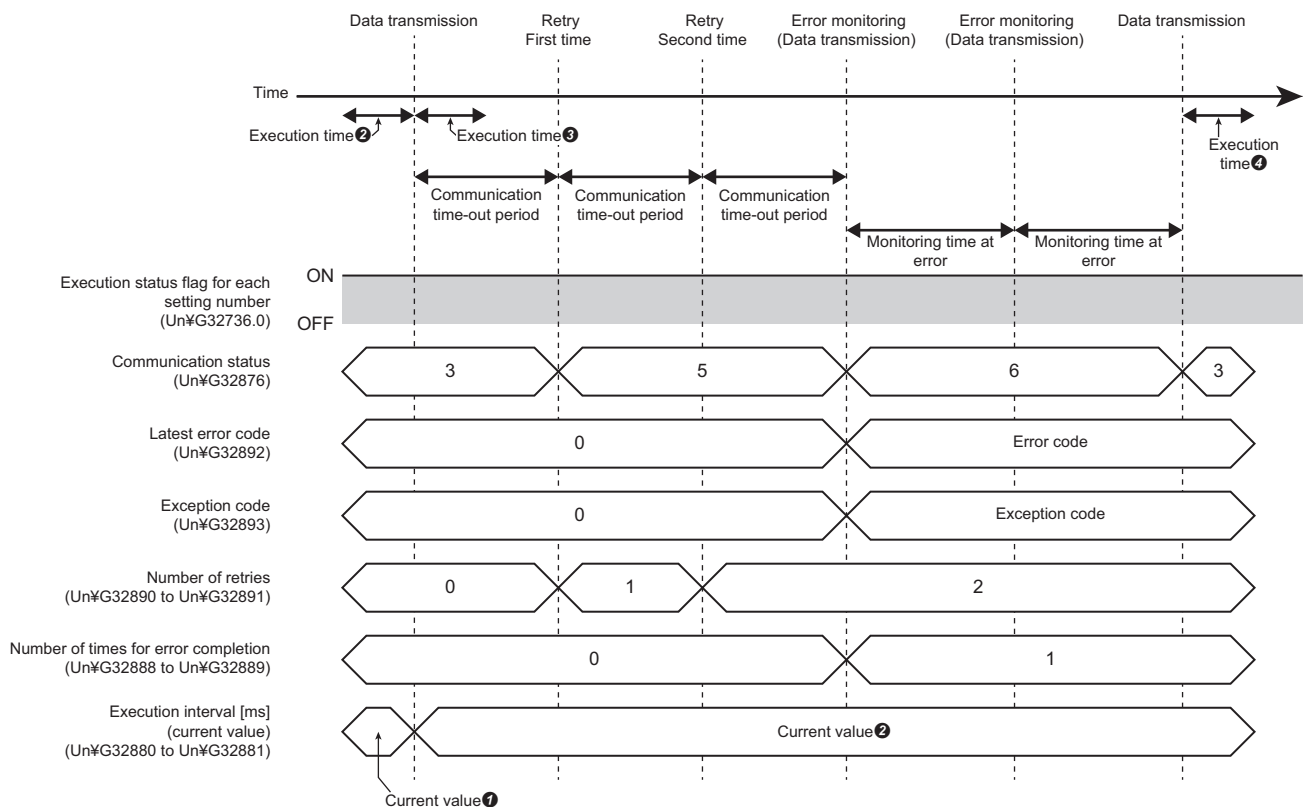 Data transmission
Retry
First time
Retry
Second time
Error monitoring
(Data transmission)
Error monitoring
(Data transmission)
Data transmission
Time
Execution time❷
Execution time❸
Execution
time❹
Communication
time-out period
Communication
time-out period
Communication
time-out period
Monitoring time at
error
Monitoring time at
error
Execution status flag for each
setting number
(Un¥G32736.0)
ON
OFF
Communication status
(Un¥G32876)
3
5
6
3
Latest error code
(Un¥G32892)
0
Error code
Exception code
(Un¥G32893)
0
Exception code
Number of retries
(Un¥G32890 to Un¥G32891)
0
1
2
Number of times for error completion
(Un¥G32888 to Un¥G32889)
0
1
Execution interval [ms]
(current value)
(Un¥G32880 to Un¥G32881)
Current value❷
Current value❶